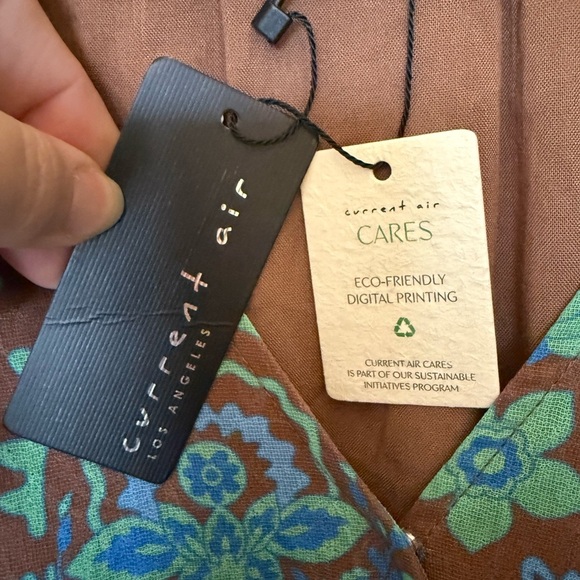 current air
LOS ANGELES
current air
CARES
ECO-FRIENDLY
DIGITAL PRINTING
CURRENT AIR CARES
IS PART OF OUR SUSTAINABLE
INITIATIVES PROGRAM